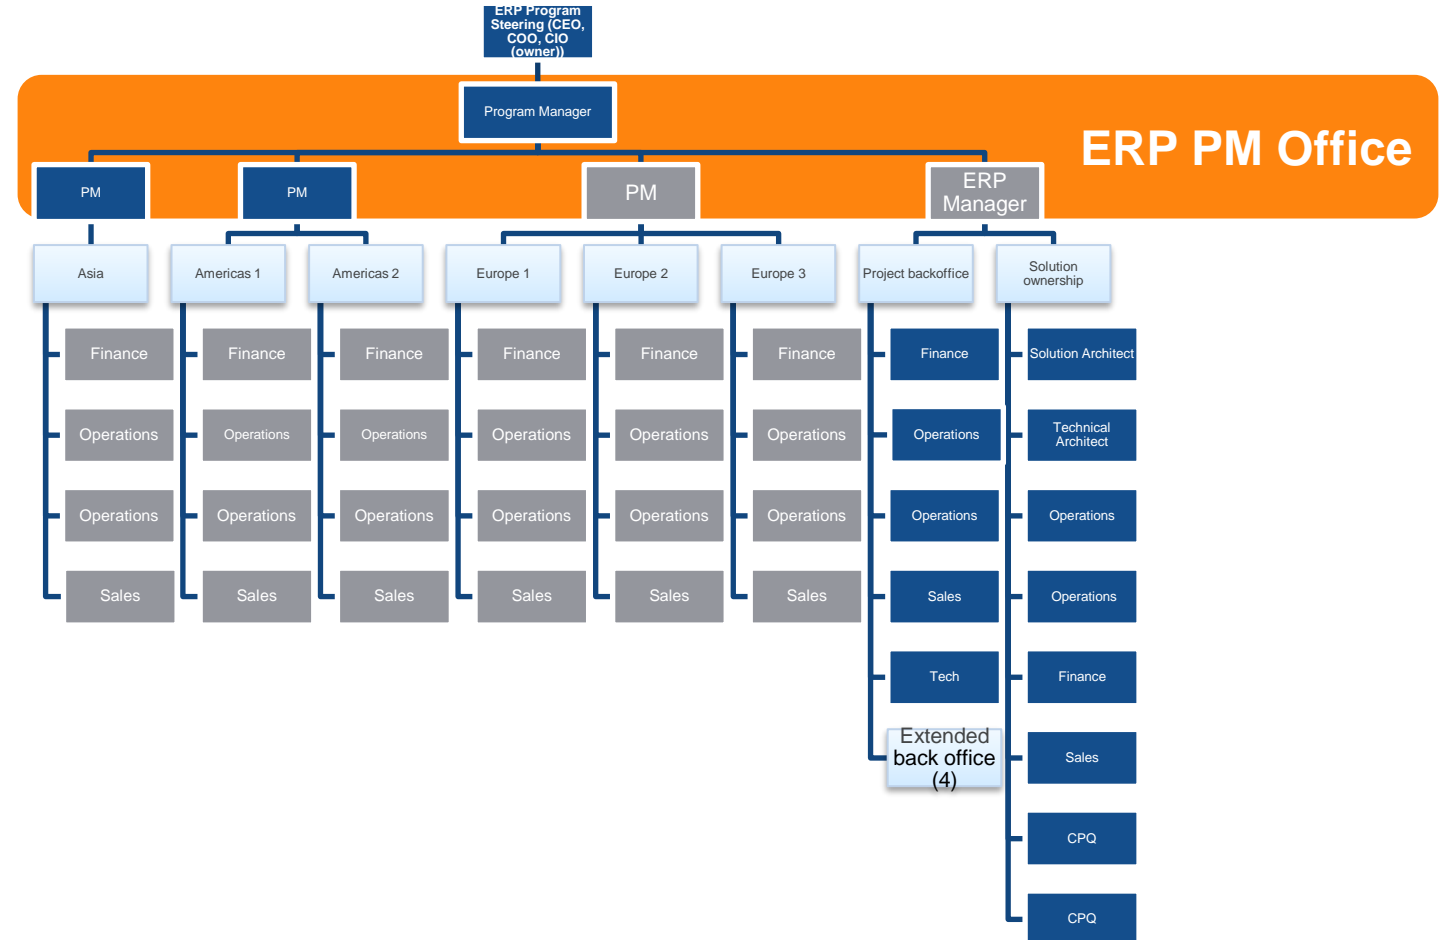 ERP Program
Steering (CEO,
COO, CIO
(owner))
Program Manager
ERP PM Office
PM
PM
PM
ERP
Manager
Asia
Americas 1
Americas 2
Europe 1
Europe 2
Europe 3
Project backoffice
Solution
ownership
Finance
Finance
Finance
Finance
Finance
Finance
Finance
Solution Architect
Operations
Operations
Operations
Operations
Operations
Operations
Operations
Technical
Architect
Operations
Operations
Operations
Operations
Operations
Operations
Operations
Operations
Sales
Sales
Sales
Sales
Sales
Sales
Sales
Operations
Tech
Finance
Extended
back office
(4)
Sales
CPQ
CPQ